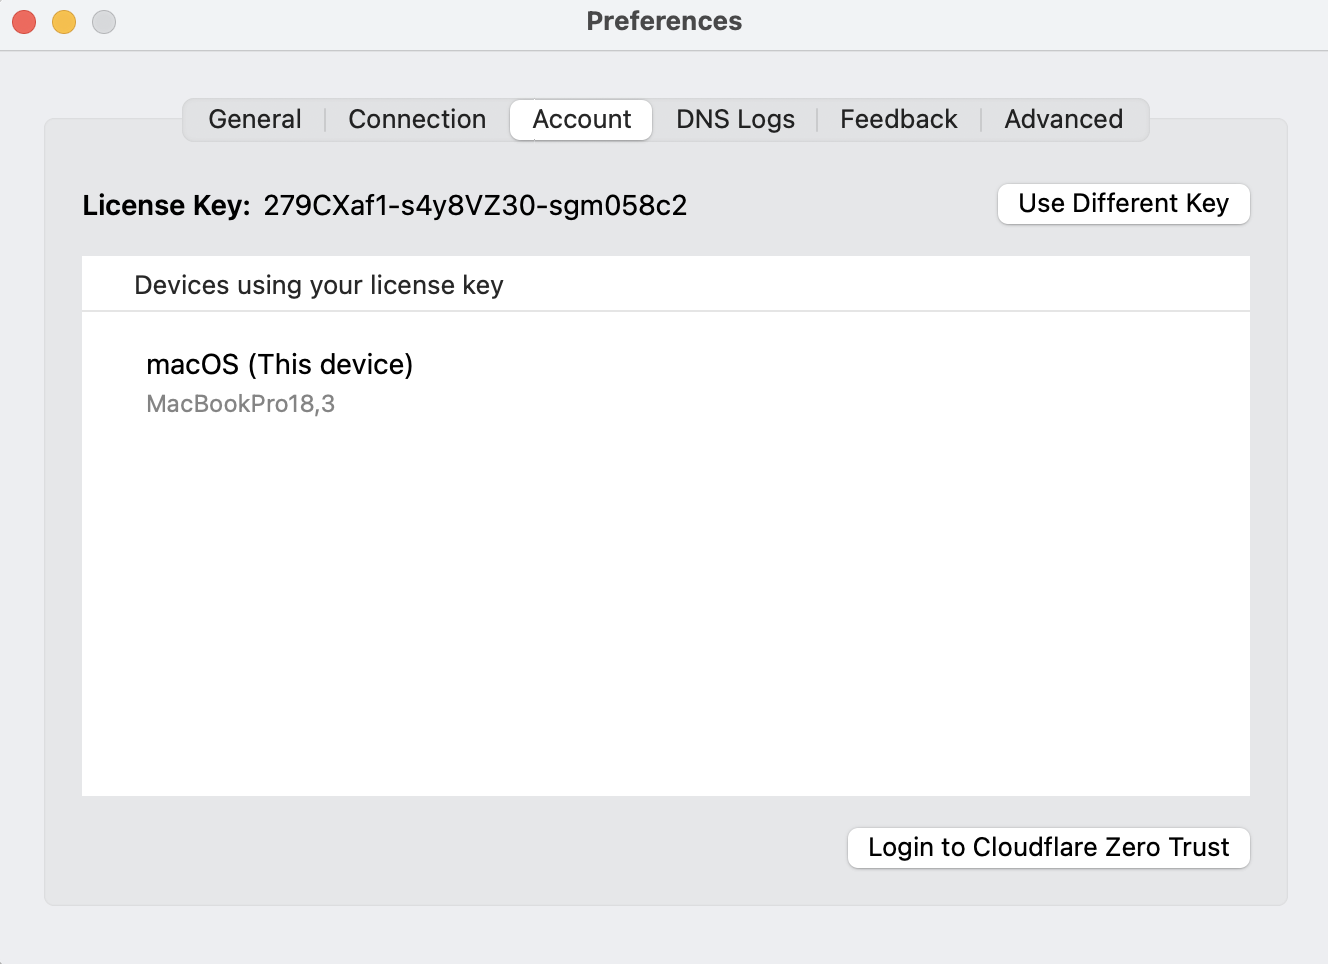 Preferences
General Connection Account DNS Logs Feedback Advanced
License Key: 279CXaf1-s4y8VZ30-sgm058c2 Use Different Key
Devices using your license key
macOS (This device)
MacBookPro18,3
Login to Cloudflare Zero Trust